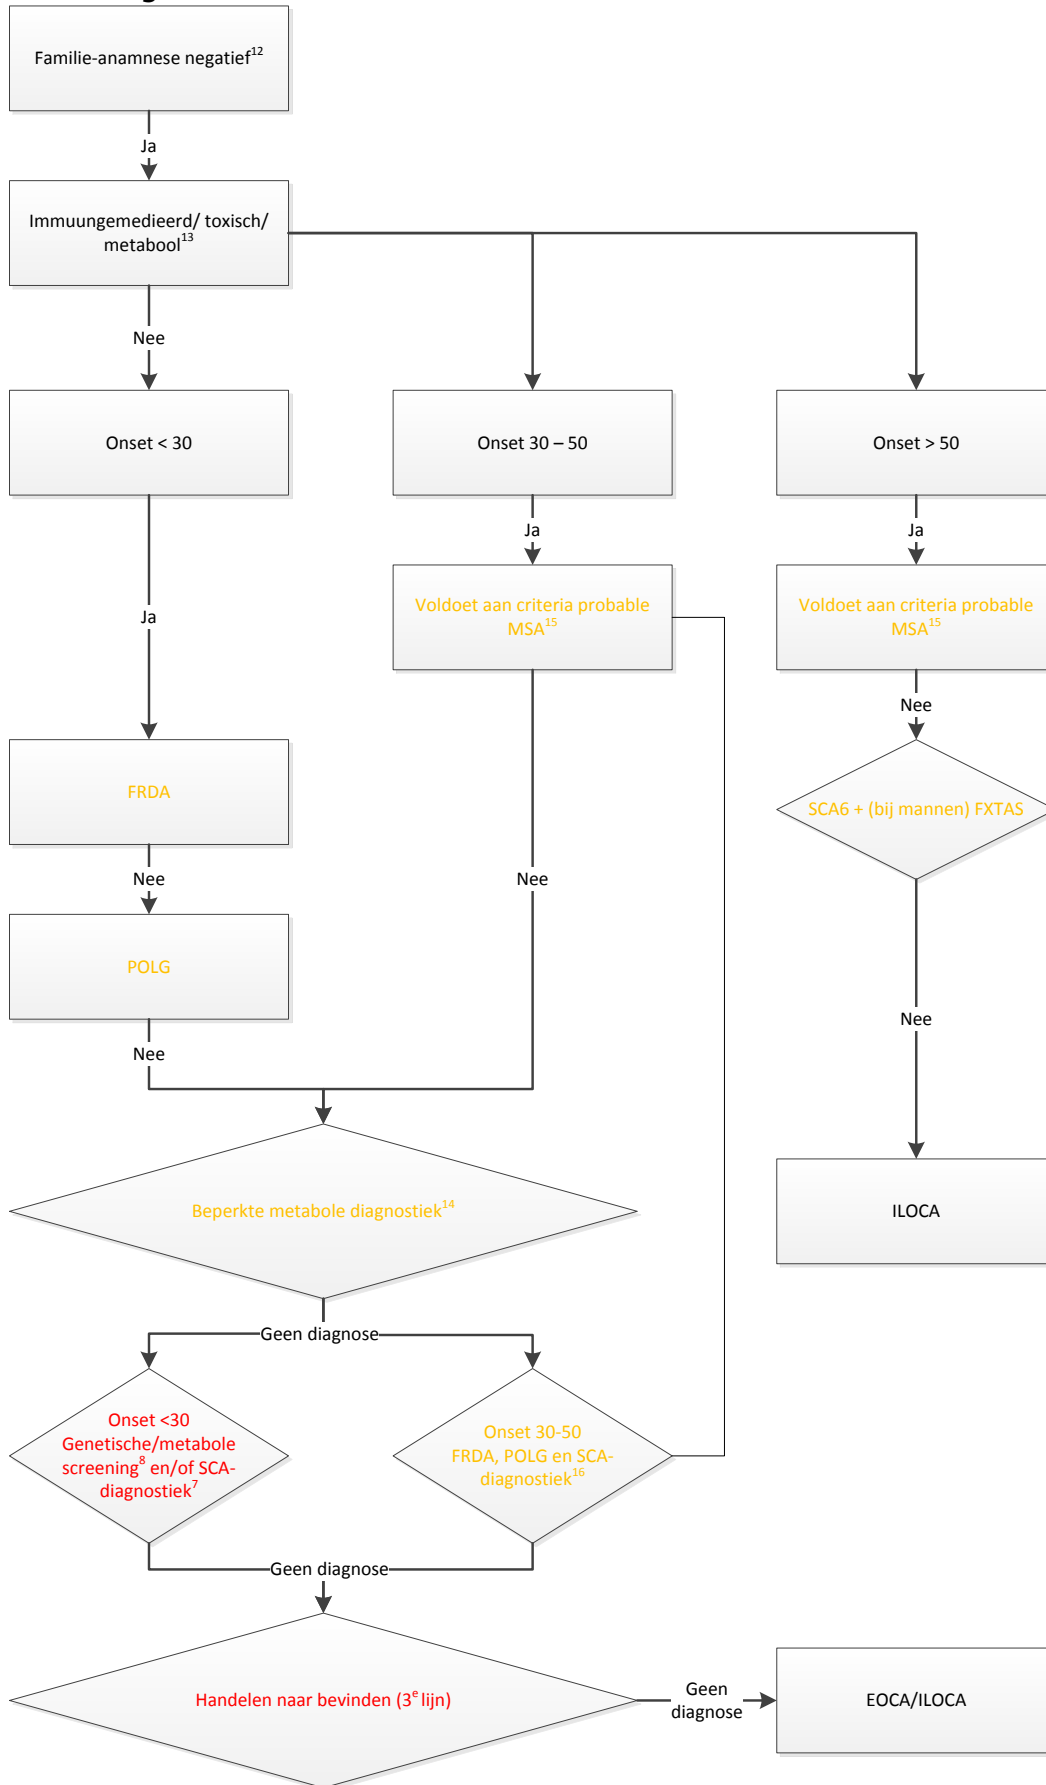 Familie-anamnese negatief12
Ja
Immuungemedieerd/ toxisch/
metabool13
Nee
Onset < 30
Onset 30 – 50
Onset > 50
Ja
Ja
Ja
Voldoet aan criteria probable
MSA15
Voldoet aan criteria probable
MSA15
Nee
FRDA
SCA6 + (bij mannen) FXTAS
Nee
Nee
POLG
Nee
Nee
Beperkte metabole diagnostiek14
ILOCA
Geen diagnose
Onset <30
Genetische/metabole
screening8 en/of SCA-
diagnostiek7
Onset 30-50
FRDA, POLG en SCA-
diagnostiek16
Geen diagnose
Handelen naar bevinden (3e lijn)
Geen
diagnose
EOCA/ILOCA